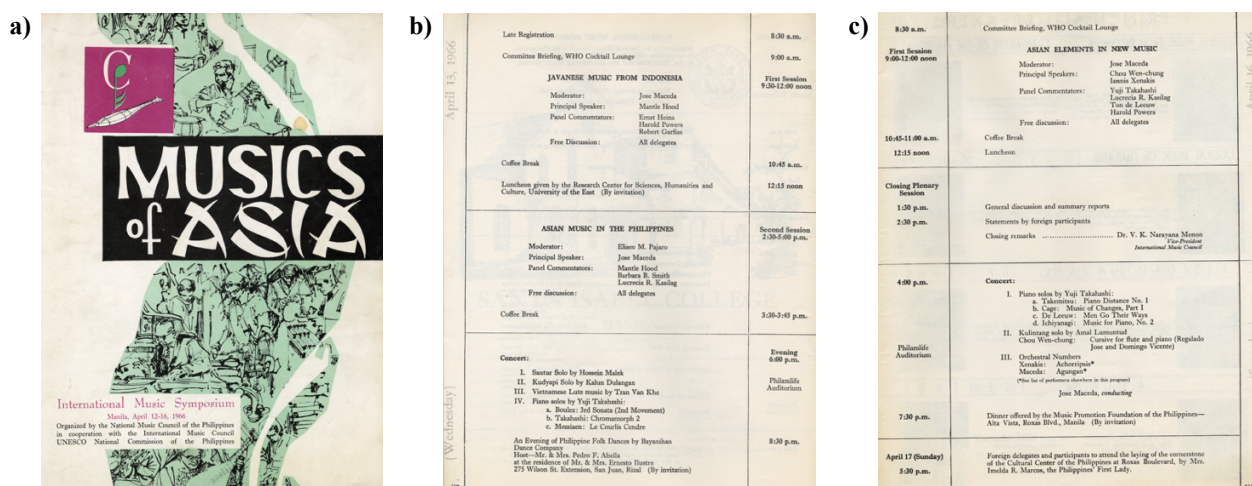 a)
C
MUSICS
of ASIA
International Music Symposium
Manila, April 12-16, 1966
Organized by the National Music Council of the Philippines
in cooperation with the International Music Council
UNESCO National Commission of the Philippines
b)
April 13, 1966
(Wednesday)
Late Registration 8:30 a.m.
Committee Briefing, WHO Cocktail Lounge 9:00 a.m.
JAVANESE MUSIC FROM INDONESIA First Session
9:30-12:00 noon
Moderator: Jose Maceda
Principal Speaker: Mantle Hood
Panel Commentators: Ernst Heins
Harold Powers
Robert Garfias
Free Discussion: All delegates
Coffee Break 10:45 a.m.
Luncheon given by the Research Center for Sciences, Humanities and 12:15 noon
Culture, University of the East (By invitation)
ASIAN MUSIC IN THE PHILIPPINES Second Session
2:30-5:00 p.m.
Moderator: Eliseo M. Pajaro
Principal Speaker: Jose Maceda
Panel Commentators: Mantle Hood
Barbara B. Smith
Lucrecia R. Kasilag
Free discussion: All delegates
Coffee Break 3:30-3:45 p.m.
Concert: Evening
6:00 p.m.
I. Santur Solo by Hossein Malek
II. Kudyapi Solo by Kalun Dulangan Philamlife
III. Vietnamese Lute music by Tran Van Khe Auditorium
IV. Piano solos by Yuji Takahashi:
a. Boulez: 3rd Sonata (2nd Movement)
b. Takahashi: Chromamorph 2
c. Messiaen: Le Courlis Cendre
An Evening of Philippine Folk Dances by Bayanihan 8:30 p.m.
Dance Company
Host—Mr. & Mrs. Pedro F. Abella
at the residence of Mr. & Mrs. Ernesto Ilustre
275 Wilson St. Extension, San Juan, Rizal (By invitation)
c)
8:30 a.m. Committee Briefing, WHO Cocktail Lounge
First Session ASIAN ELEMENTS IN NEW MUSIC
9:00-12:00 noon
Moderator: Jose Maceda
Principal Speakers: Chou Wen-chung
Iannis Xenakis
Panel Commentators: Yuji Takahashi
Lucrecia R. Kasilag
Ton de Leeuw
Harold Powers
Free discussion: All delegates
10:45-11:00 a.m. Coffee Break
12:15 noon Luncheon
Closing Plenary
Session
1:30 p.m. General discussion and summary reports
2:30 p.m. Statements by foreign participants
Closing remarks .......................... Dr. V. K. Narayana Menon
Vice-President
International Music Council
4:00 p.m. Concert:
I. Piano solos by Yuji Takahashi:
a. Takemitsu: Piano Distance No. 1
b. Cage: Music of Changes, Part I
c. De Leeuw: Men Go Their Ways
d. Ichiyanagi: Music for Piano, No. 2
II. Kulintang solo by Amal Lumuntud
Philamlife Chou Wen-chung: Cursive for flute and piano (Regalado
Auditorium Jose and Domingo Vicente)
III. Orchestral Numbers
Xenakis: Achorripsis*
Maceda: Agungan*
(*See list of performers elsewhere in this program)
Jose Maceda, conducting
7:30 p.m. Dinner offered by the Music Promotion Foundation of the Philippines—
Alta Vista, Roxas Blvd., Manila (By invitation)
April 17 (Sunday) Foreign delegates and participants to attend the laying of the cornerstone
5:30 p.m. of the Cultural Center of the Philippines at Roxas Boulevard, by Mrs.
Imelda R. Marcos, the Philippines' First Lady.